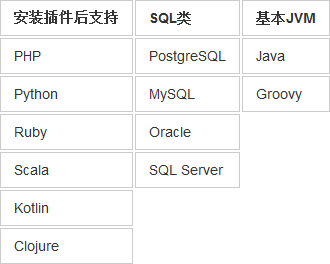 安装插件后支持 SQL类 基本JVM
PHP PostgreSQL Java
Python MySQL Groovy
Ruby Oracle
Scala SQL Server
Kotlin
Clojure